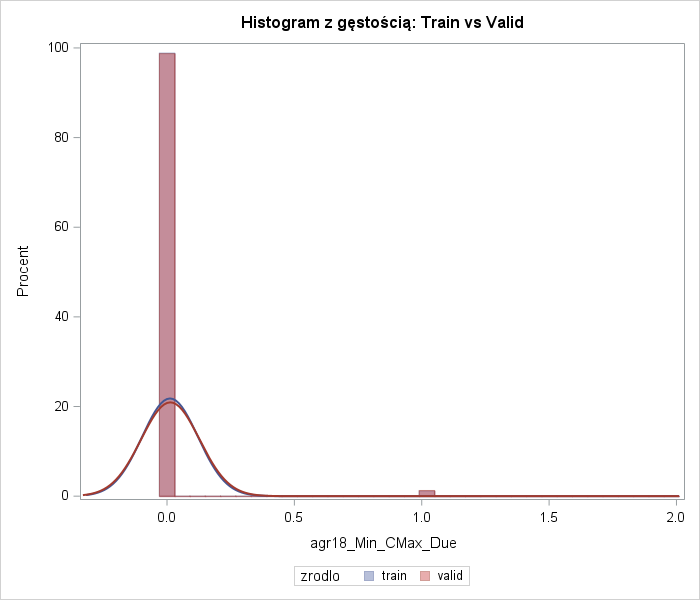 Histogram z gęstością: Train vs Valid
100
80
60
40
20
0
Procent
0.0 0.5 1.0 1.5 2.0
agr18_Min_CMax_Due
zrodlo train valid